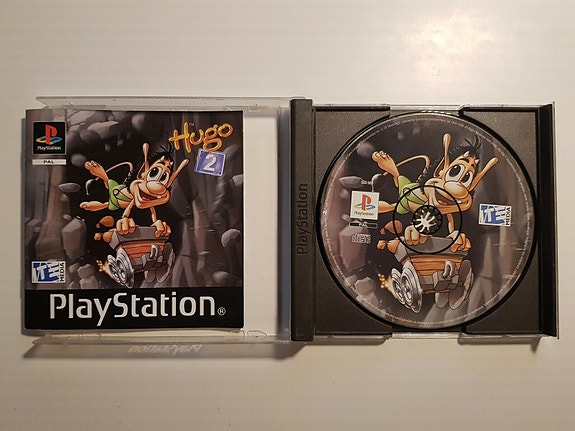 PlayStation
PAL
Hugo
2
ITE
MEDIA
PlayStation®
PlayStation
PlayStation
PAL
ITE
MEDIA